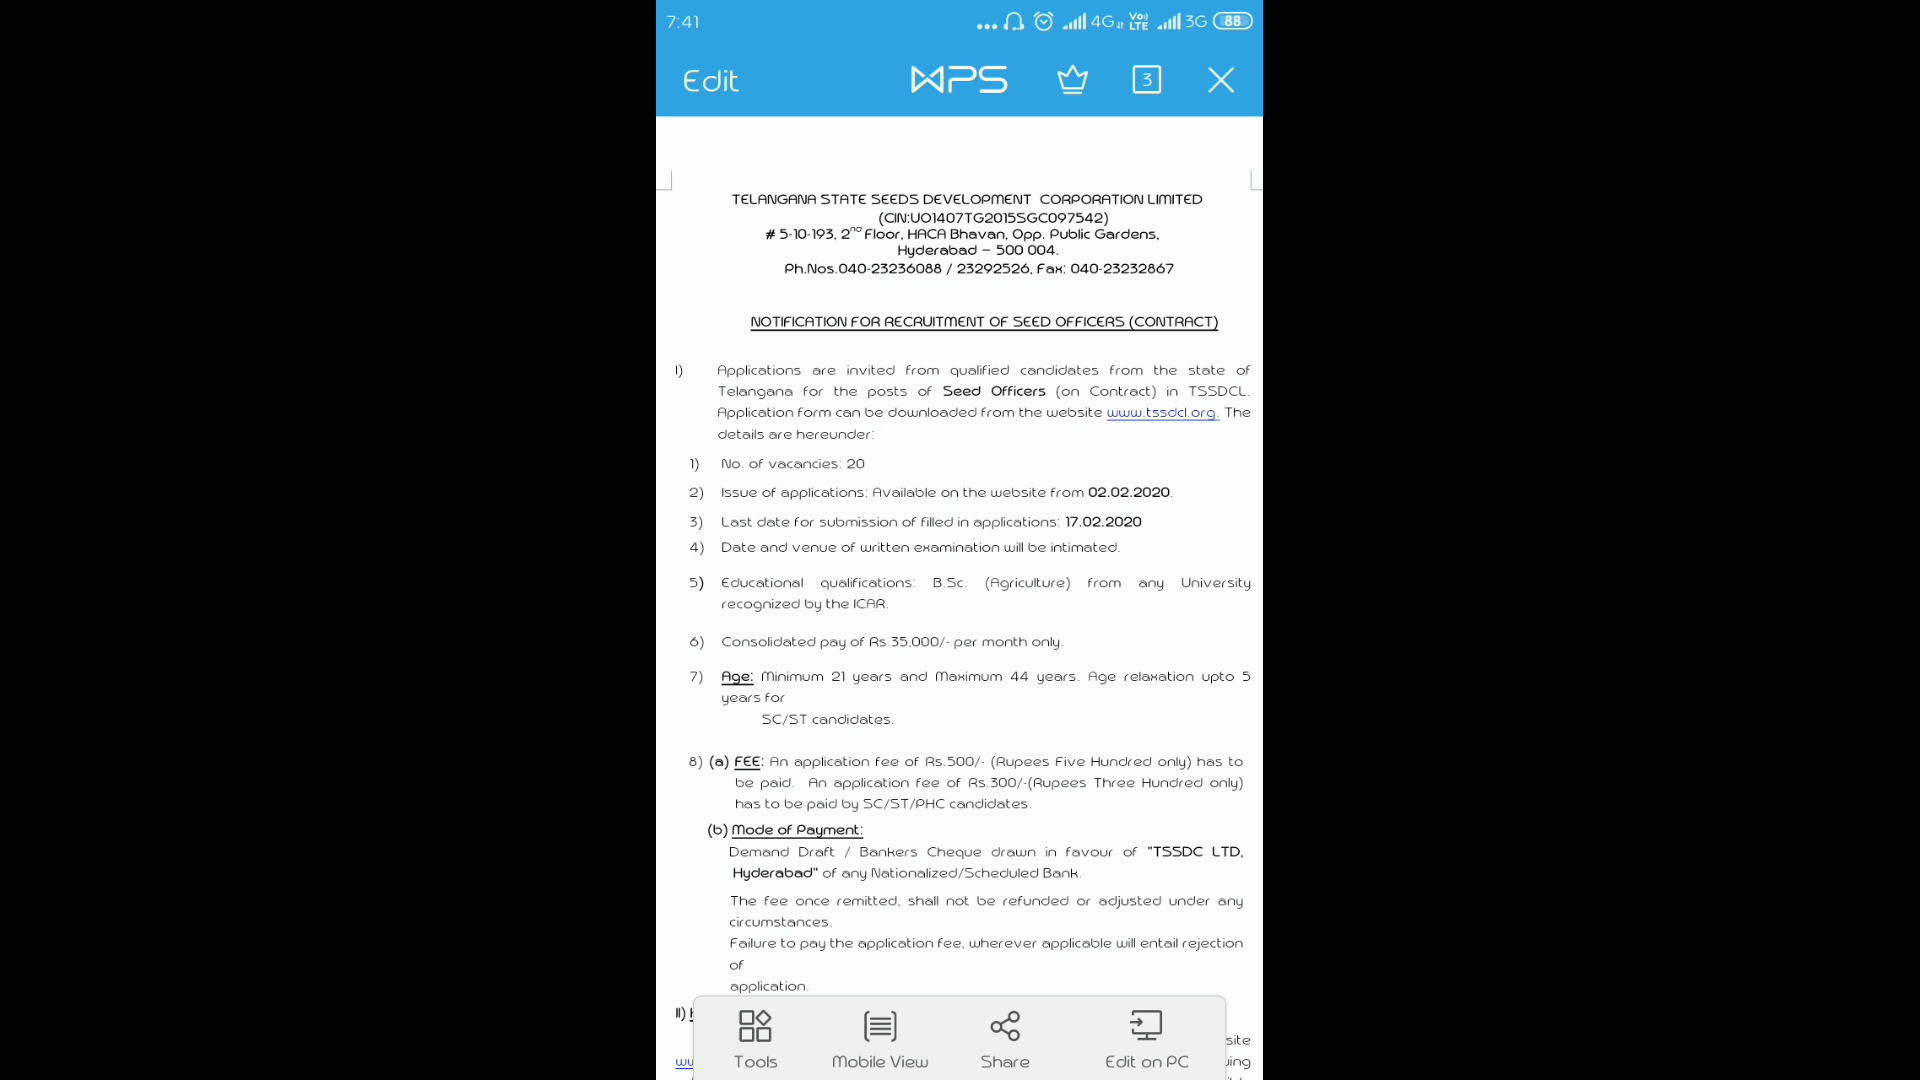 7:41 4G VoLTE 3G 88
Edit WPS 3
TELANGANA STATE SEEDS DEVELOPMENT CORPORATION LIMITED
(CIN:UO1407TG2015SGC097542)
# 5-10-193, 2nd Floor, HACA Bhavan, Opp. Public Gardens,
Hyderabad – 500 004.
Ph.Nos.040-23236088 / 23292526, Fax: 040-23232867
NOTIFICATION FOR RECRUITMENT OF SEED OFFICERS (CONTRACT)
I) Applications are invited from qualified candidates from the state of
Telangana for the posts of Seed Officers (on Contract) in TSSDCL.
Application form can be downloaded from the website www.tssdcl.org. The
details are hereunder:
1) No. of vacancies: 20
2) Issue of applications: Available on the website from 02.02.2020.
3) Last date for submission of filled in applications: 17.02.2020
4) Date and venue of written examination will be intimated.
5) Educational qualifications: B.Sc. (Agriculture) from any University
recognized by the ICAR.
6) Consolidated pay of Rs.35,000/- per month only.
7) Age: Minimum 21 years and Maximum 44 years. Age relaxation upto 5
years for
SC/ST candidates.
8) (a) FEE: An application fee of Rs.500/- (Rupees Five Hundred only) has to
be paid. An application fee of Rs.300/-(Rupees Three Hundred only)
has to be paid by SC/ST/PHC candidates.
(b) Mode of Payment:
Demand Draft / Bankers Cheque drawn in favour of "TSSDC LTD,
Hyderabad" of any Nationalized/Scheduled Bank.
The fee once remitted, shall not be refunded or adjusted under any
circumstances.
Failure to pay the application fee, wherever applicable will entail rejection
of
application.
II)
Tools Mobile View Share Edit on PC